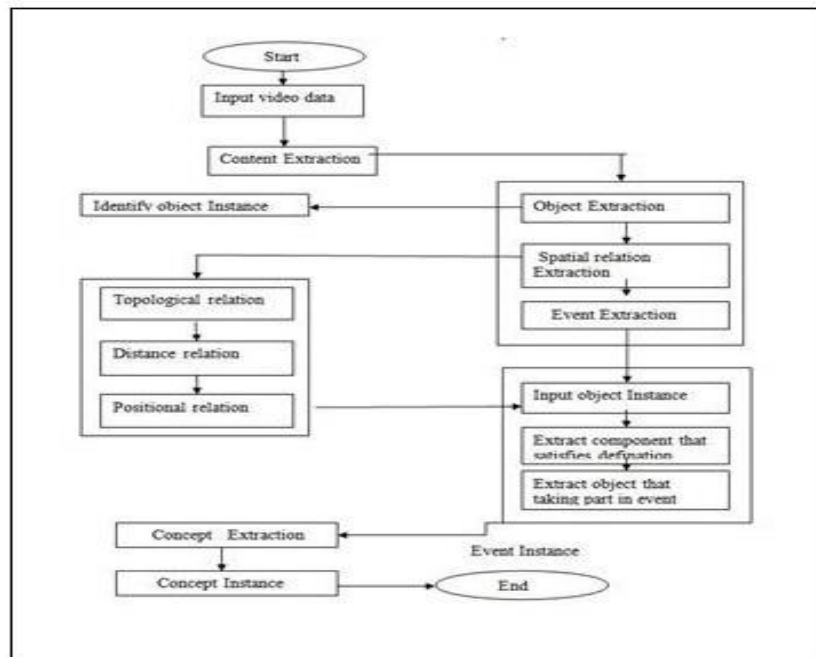 Start
Input video data
Content Extraction
Identify object Instance
Object Extraction
Spatial relation
Extraction
Topological relation
Event Extraction
Distance relation
Positional relation
Input object Instance
Extract component that
satisfies defination
Extract object that
taking part in event
Concept Extraction
Event Instance
Concept Instance
End